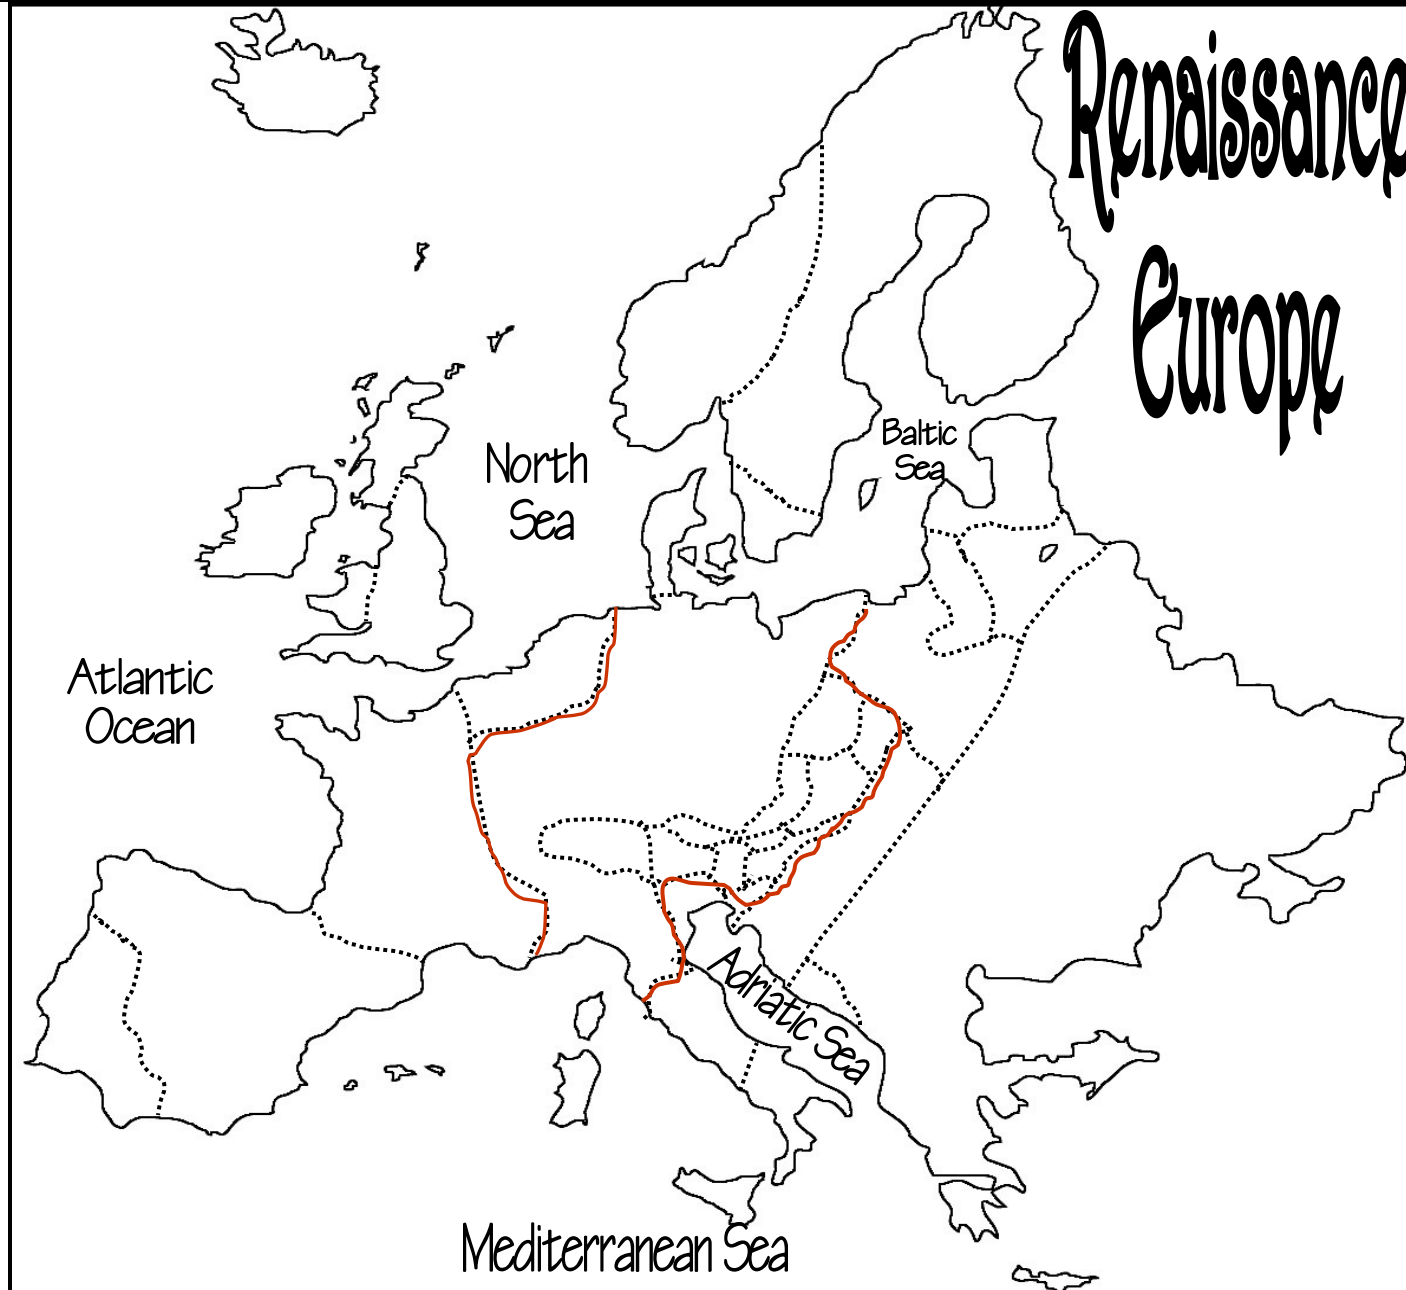 Renaissance
Europe
Baltic
Sea
North
Sea
Atlantic
Ocean
Adriatic Sea
Mediterranean Sea